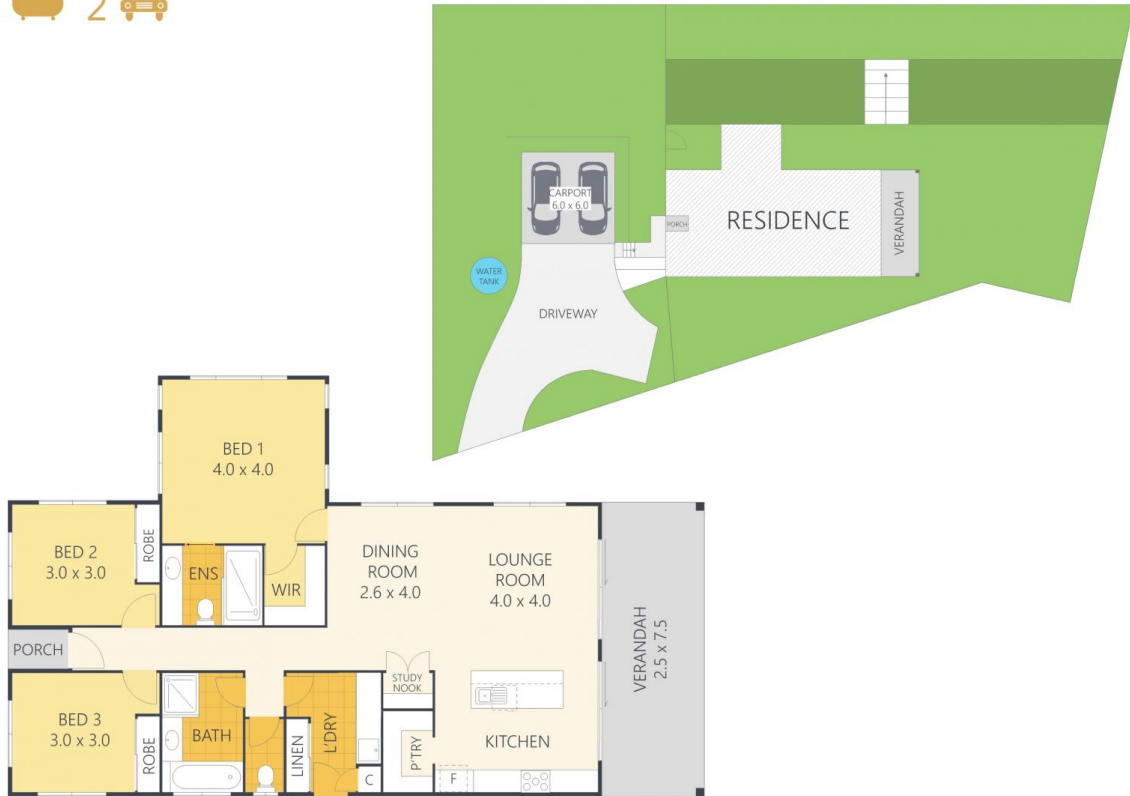 2
CARPORT
6.0 x 6.0
PORCH
RESIDENCE
VERANDAH
WATER
TANK
DRIVEWAY
BED 1
4.0 x 4.0
BED 2
3.0 x 3.0
ROBE
ENS
WIR
DINING
ROOM
2.6 x 4.0
LOUNGE
ROOM
4.0 x 4.0
VERANDAH
2.5 x 7.5
PORCH
STUDY
NOOK
BED 3
3.0 x 3.0
ROBE
BATH
LINEN
L'DRY
C
P'TRY
F
KITCHEN